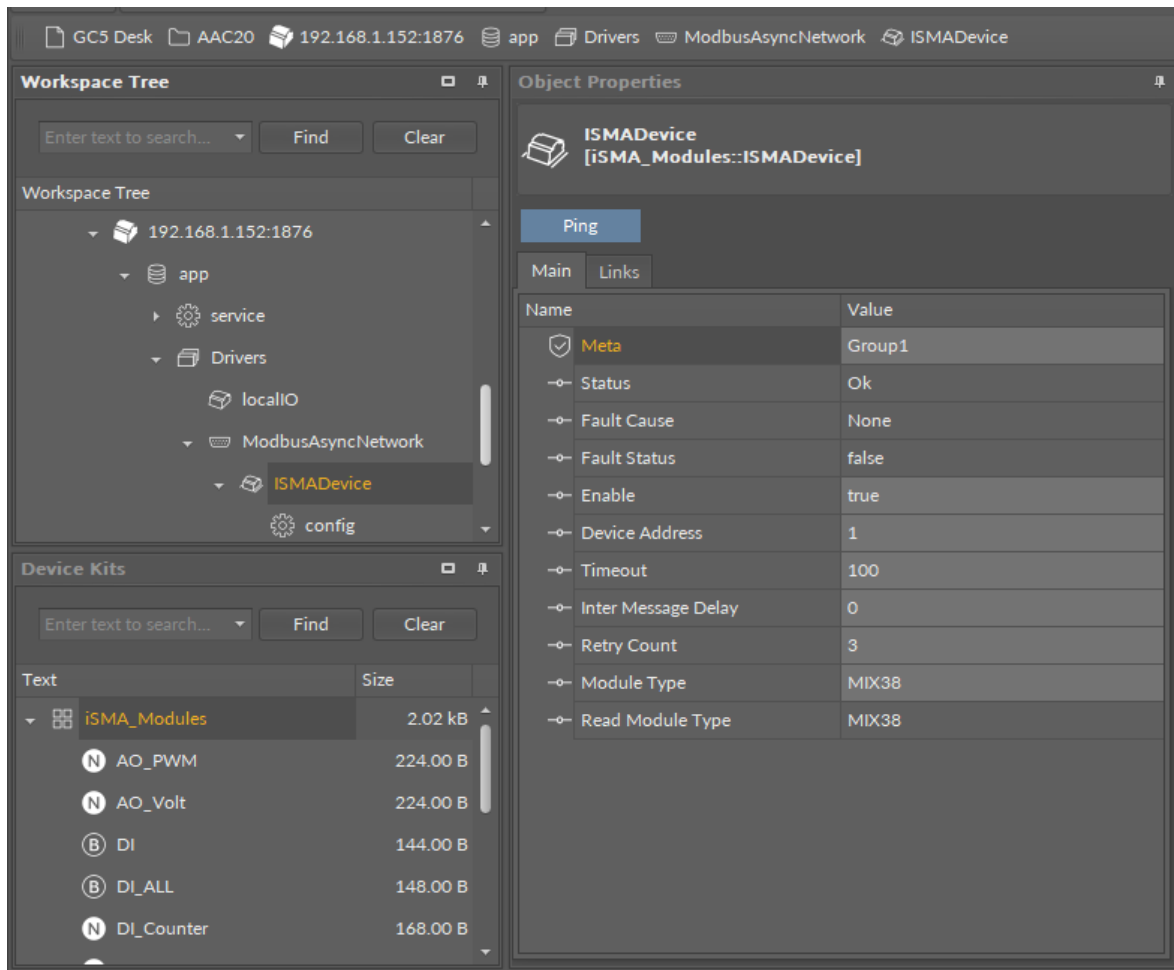 GC5 Desk AAC20 192.168.1.152:1876 app Drivers ModbusAsyncNetwork ISMADevice
Workspace Tree
Enter text to search... Find Clear
Workspace Tree
192.168.1.152:1876
app
service
Drivers
localIO
ModbusAsyncNetwork
ISMADevice
config
Device Kits
Enter text to search... Find Clear
Text Size
iSMA_Modules 2.02 kB
N AO_PWM 224.00 B
N AO_Volt 224.00 B
B DI 144.00 B
B DI_ALL 148.00 B
N DI_Counter 168.00 B
Object Properties
ISMADevice
[iSMA_Modules::ISMADevice]
Ping
Main Links
Name Value
Meta Group1
Status Ok
Fault Cause None
Fault Status false
Enable true
Device Address 1
Timeout 100
Inter Message Delay 0
Retry Count 3
Module Type MIX38
Read Module Type MIX38